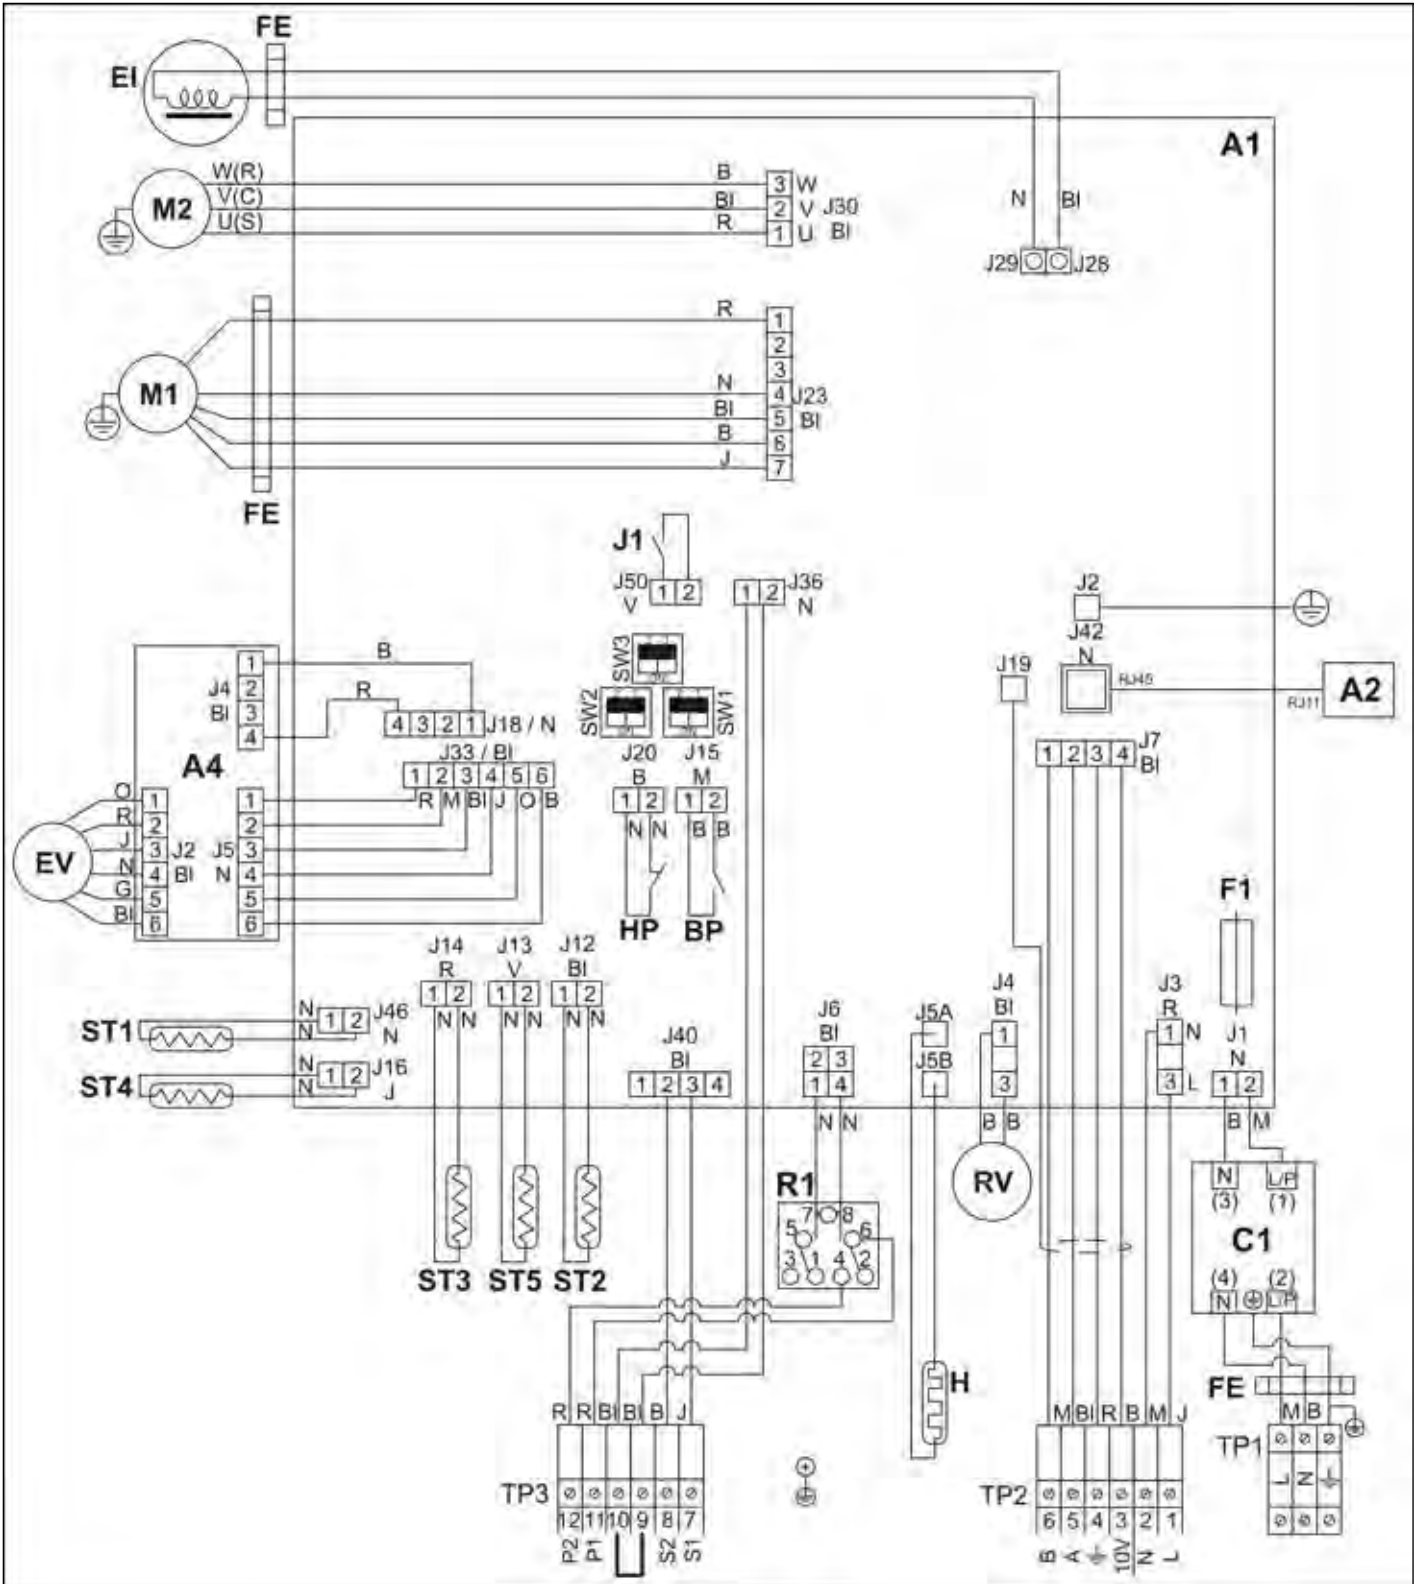 FE
EI
A1
W(R) B 3 W
V(C) Bl 2 V J30
M2
U(S) R 1 U Bl
N Bl
J29 J28
R 1
2
3
M1
N 4 J23
Bl 5 Bl
B 6
J 7
FE
J1
J50 1 2
V
1 2 J36
N
J2
J42
N
J19
RJ45
RJ11
A2
SW3
SW2
SW1
B
1
J4 2
Bl 3
4
R
4 3 2 1 J18 / N
A4
J33 / Bl
1 2 3 4 5 6
R M Bl J O B
J20 J15
B M
1 2 1 2
N N B B
HP BP
1 2 3 4 J7
Bl
O 1 1
R 2 2
J 3 J2 J5 3
EV
N 4 Bl N 4
G 5 5
Bl 6 6
F1
J14 J13 J12
R V Bl
1 2 1 2 1 2
N N N N N N
ST1
N 1 2 J46
N N
ST4
N 1 2 J16
N J
J40
Bl
1 2 3 4
J6
Bl
2 3
1 4
N N
J5A
J5B
J4
Bl
1
3
B B
RV
J3
R
1 N
3 L
J1
N
1 2
B M
N L/P
(3) (1)
C1
(4) (2)
N L/P
R1
7 8
5 6
3 1 4 2
ST3 ST5 ST2
H
FE
R R Bl Bl B J
M Bl R B M J
M B
TP3
12 11 10 9 8 7
P2 P1 S2 S1
TP2
6 5 4 3 2 1
B A 10V N L
TP1
L N